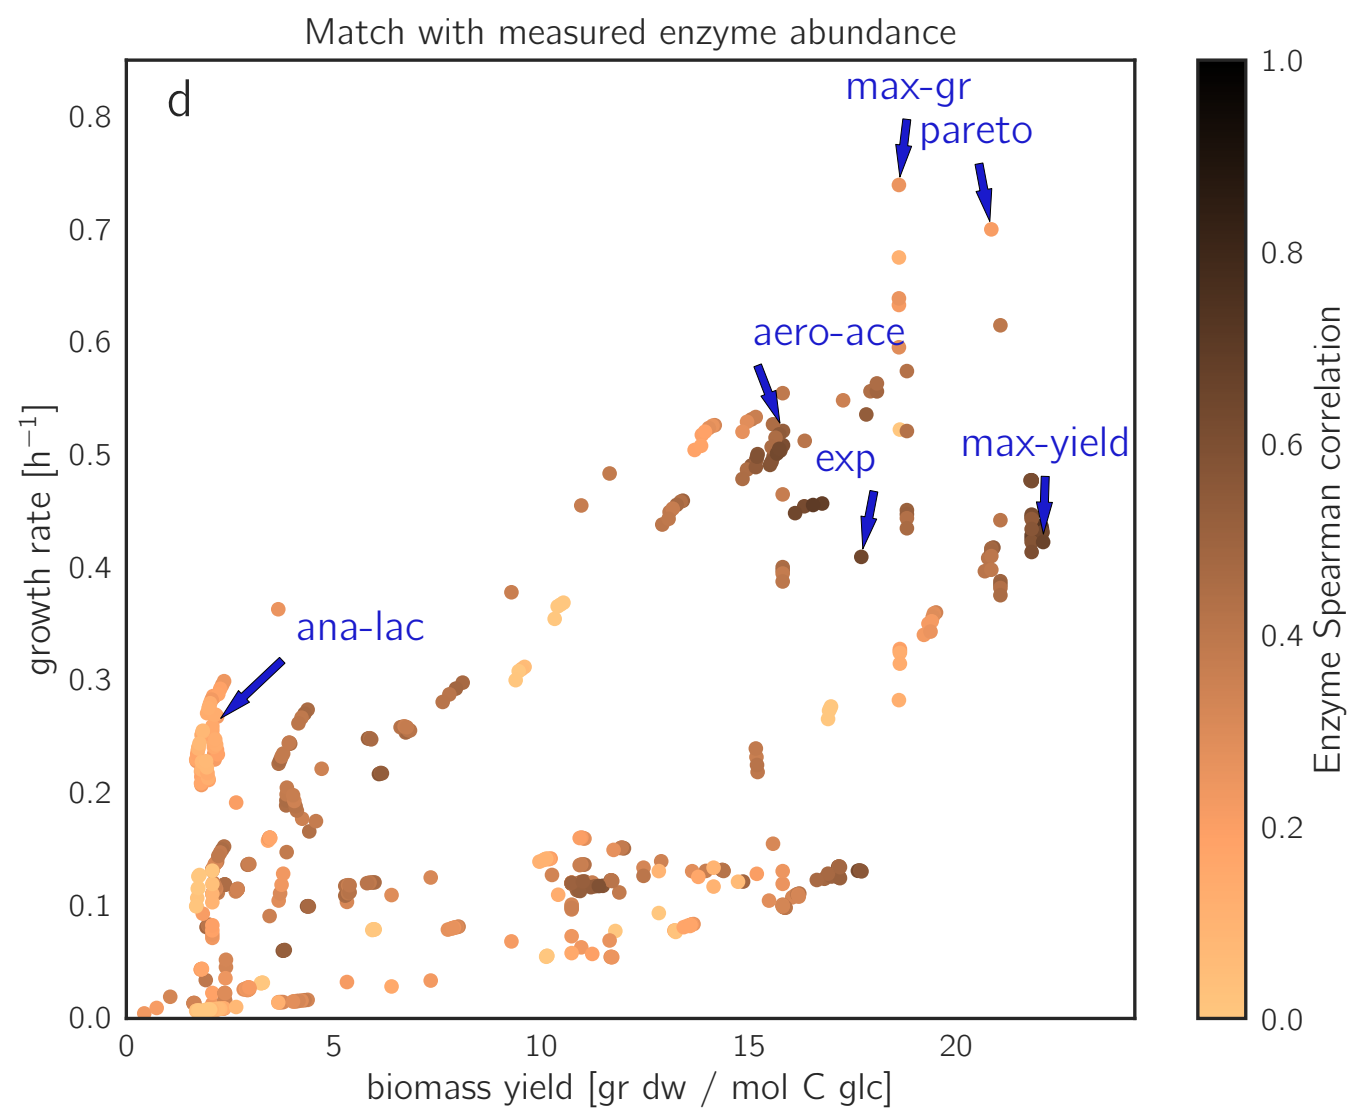 Match with measured enzyme abundance
d
max-gr
pareto
aero-ace
exp
max-yield
ana-lac
0.8
0.7
0.6
0.5
0.4
0.3
0.2
0.1
0.0
growth rate [h⁻¹]
0
5
10
15
20
biomass yield [gr dw / mol C glc]
1.0
0.8
0.6
0.4
0.2
0.0
Enzyme Spearman correlation